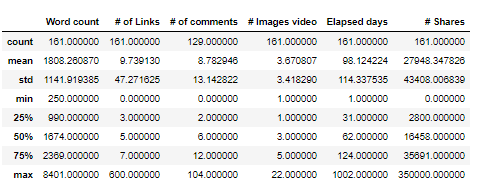 Word count # of Links # of comments # Images video Elapsed days # Shares
count 161.000000 161.000000 129.000000 161.000000 161.000000 161.000000
mean 1808.260870 9.739130 8.782946 3.670807 98.124224 27948.347826
std 1141.919385 47.271625 13.142822 3.418290 114.337535 43408.006839
min 250.000000 0.000000 0.000000 1.000000 1.000000 0.000000
25% 990.000000 3.000000 2.000000 1.000000 31.000000 2800.000000
50% 1674.000000 5.000000 6.000000 3.000000 62.000000 16458.000000
75% 2369.000000 7.000000 12.000000 5.000000 124.000000 35691.000000
max 8401.000000 600.000000 104.000000 22.000000 1002.000000 350000.000000